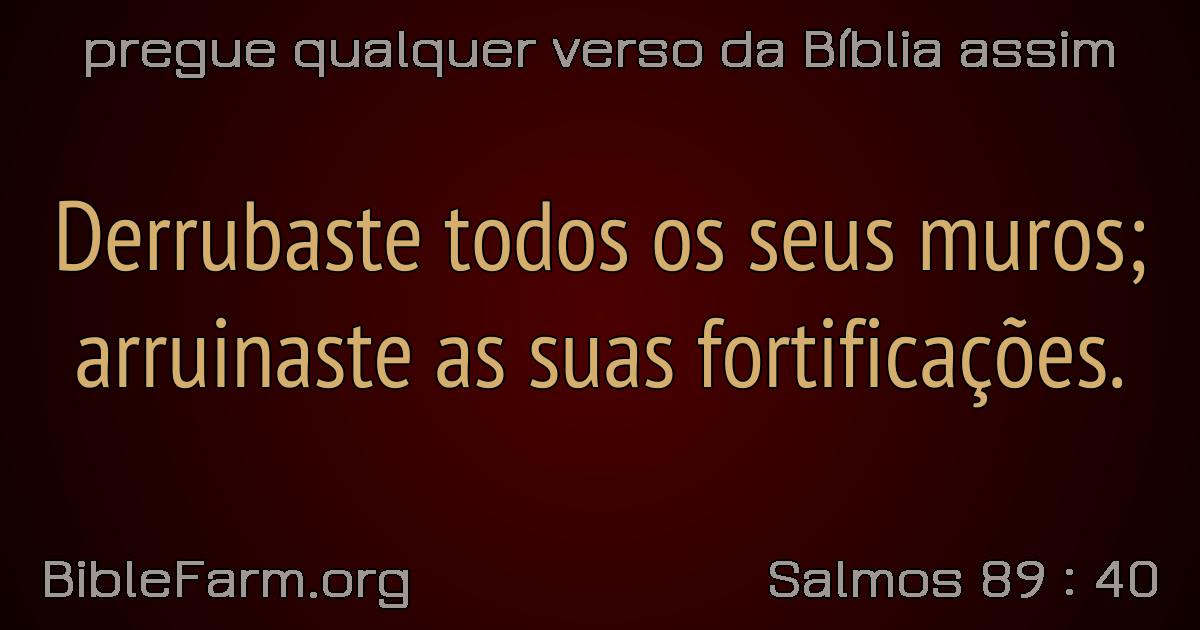 pregue qualquer verso da Bíblia assim
Derrubaste todos os seus muros;
arruinaste as suas fortificações.
BibleFarm.org
Salmos 89 : 40